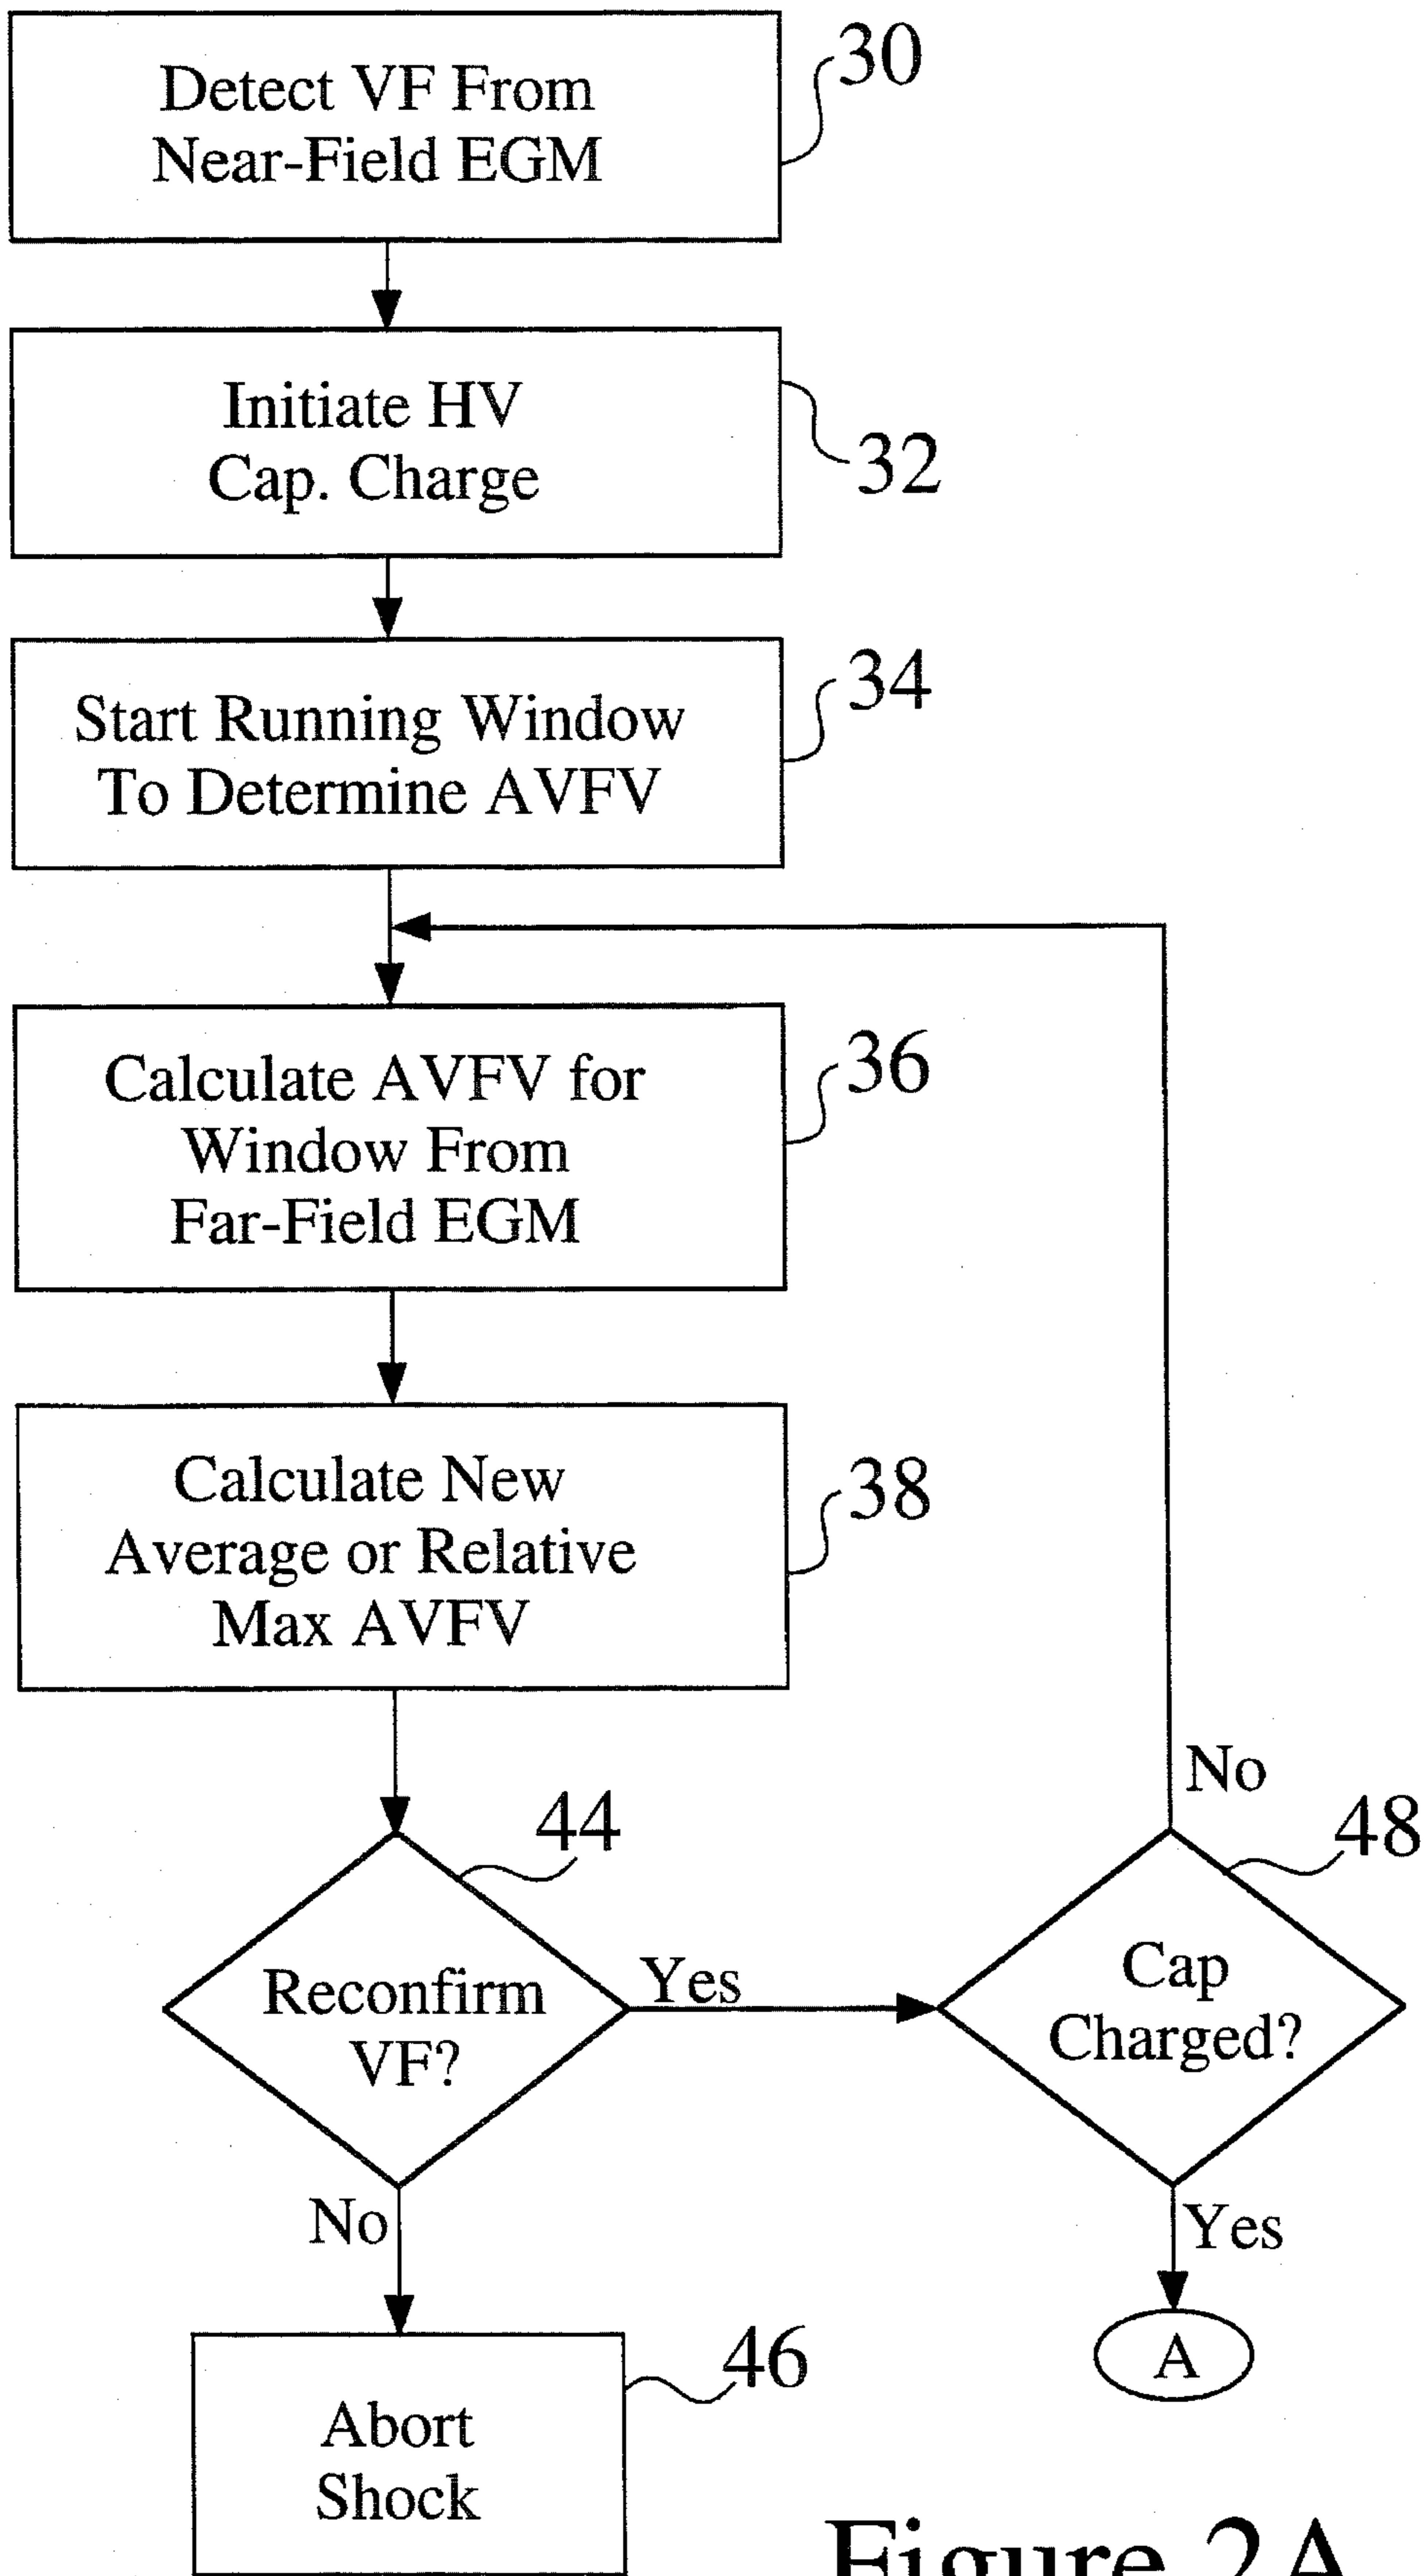 Detect VF From
Near-Field EGM
30
Initiate HV
Cap. Charge
32
Start Running Window
To Determine AVFV
34
Calculate AVFV for
Window From
Far-Field EGM
36
Calculate New
Average or Relative
Max AVFV
38
No
44
48
Reconfirm
VF?
Yes
Cap
Charged?
No
Yes
A
46
Abort
Shock
Figure 2A